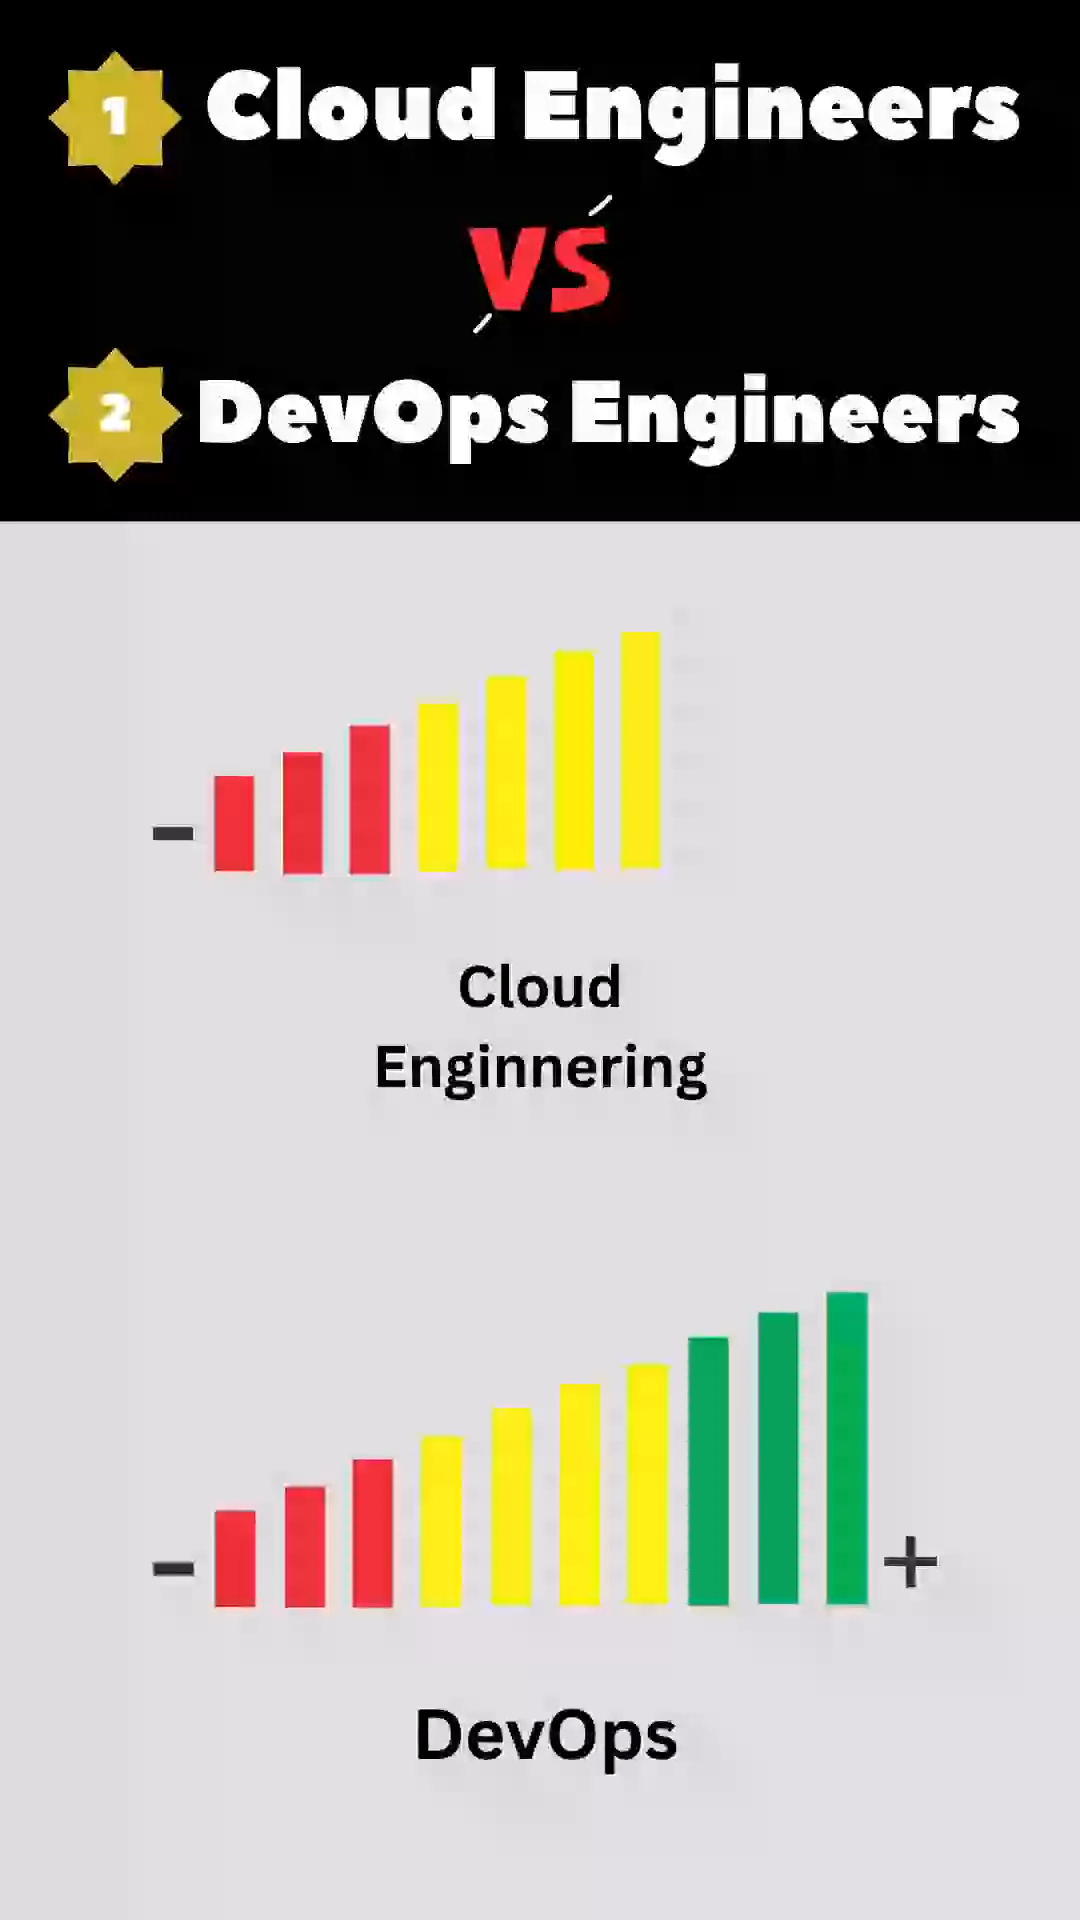 1 Cloud Engineers
VS
2 DevOps Engineers
-
Cloud
Enginnering
- +
DevOps